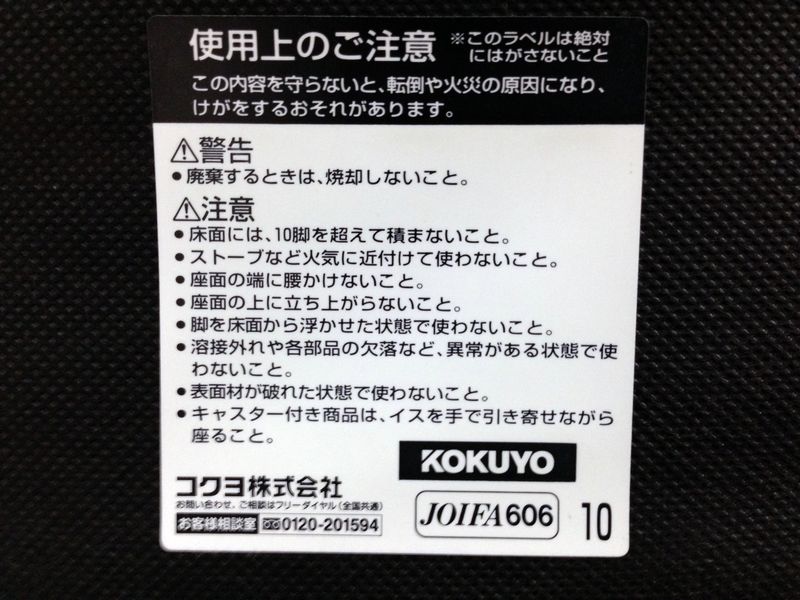 使用上のご注意 ※このラベルは絶対
にはがさないこと
この内容を守らないと、転倒や火災の原因になり、
けがをするおそれがあります。
⚠警告
●廃棄するときは、焼却しないこと。
⚠注意
●床面には、10脚を超えて積まないこと。
●ストーブなど火気に近付けて使わないこと。
●座面の端に腰かけないこと。
●座面の上に立ち上がらないこと。
●脚を床面から浮かせた状態で使わないこと。
●溶接外れや各部品の欠落など、異常がある状態で使
わないこと。
●表面材が破れた状態で使わないこと。
●キャスター付き商品は、イスを手で引き寄せながら
座ること。
KOKUYO
コクヨ株式会社
お問い合わせ、ご相談はフリーダイヤル(全国共通)
お客様相談室 0120-201594
JOIFA606
10